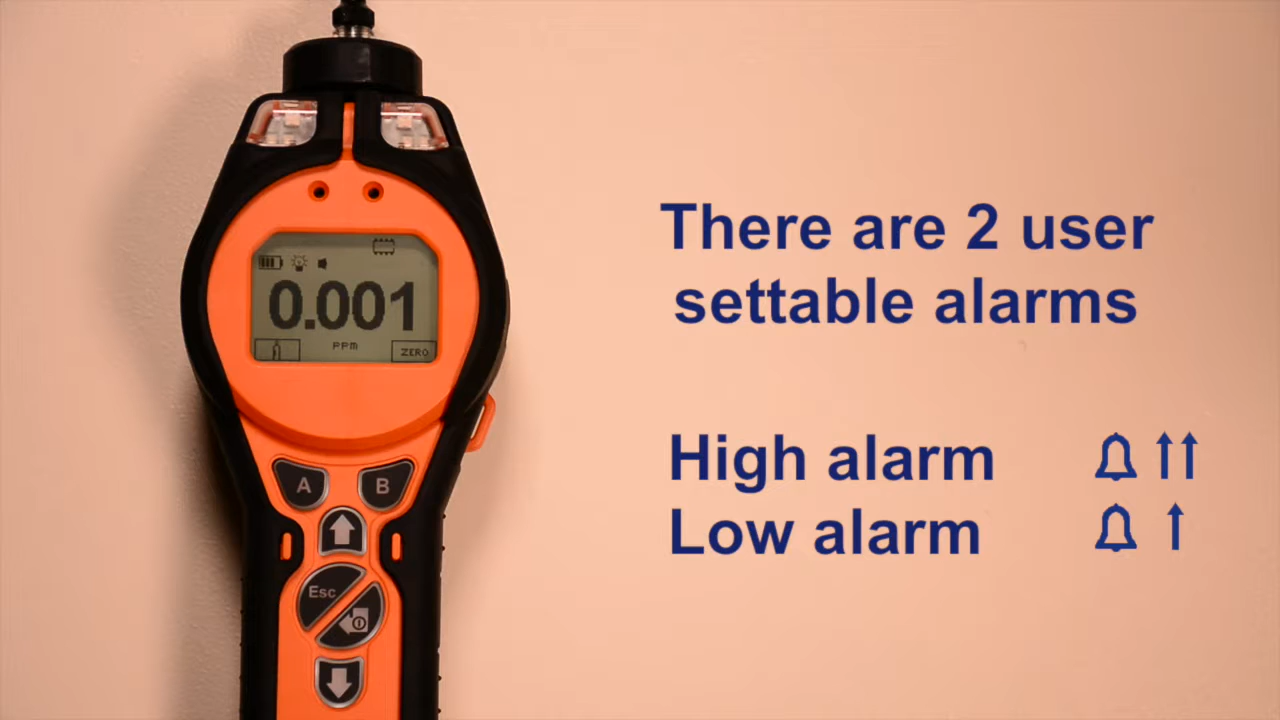 There are 2 user
settable alarms
0.001
PPM
ZERO
High alarm
Low alarm
A
B
Esc